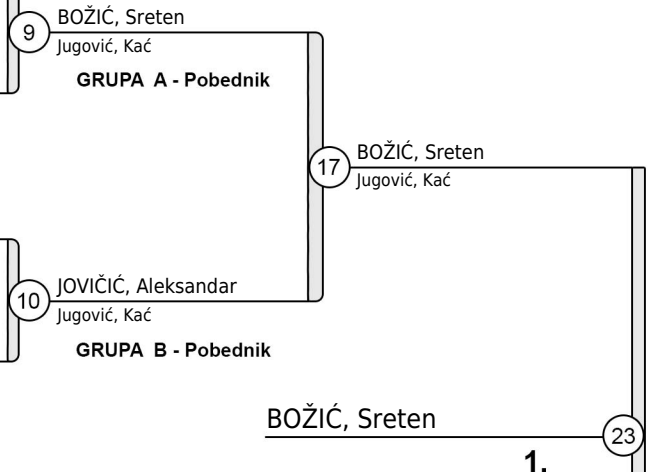 9
BOŽIĆ, Sreten
Jugović, Kać
GRUPA A - Pobednik
17
BOŽIĆ, Sreten
Jugović, Kać
10
JOVIČIĆ, Aleksandar
Jugović, Kać
GRUPA B - Pobednik
BOŽIĆ, Sreten
23
1.